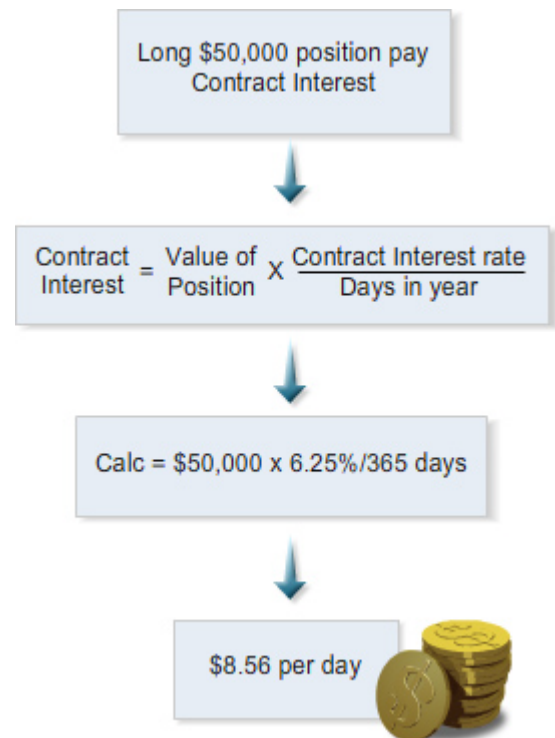 Long $50,000 position pay
Contract Interest
Contract Interest = Value of Position X Contract Interest rate / Days in year
Calc = $50,000 x 6.25%/365 days
$8.56 per day